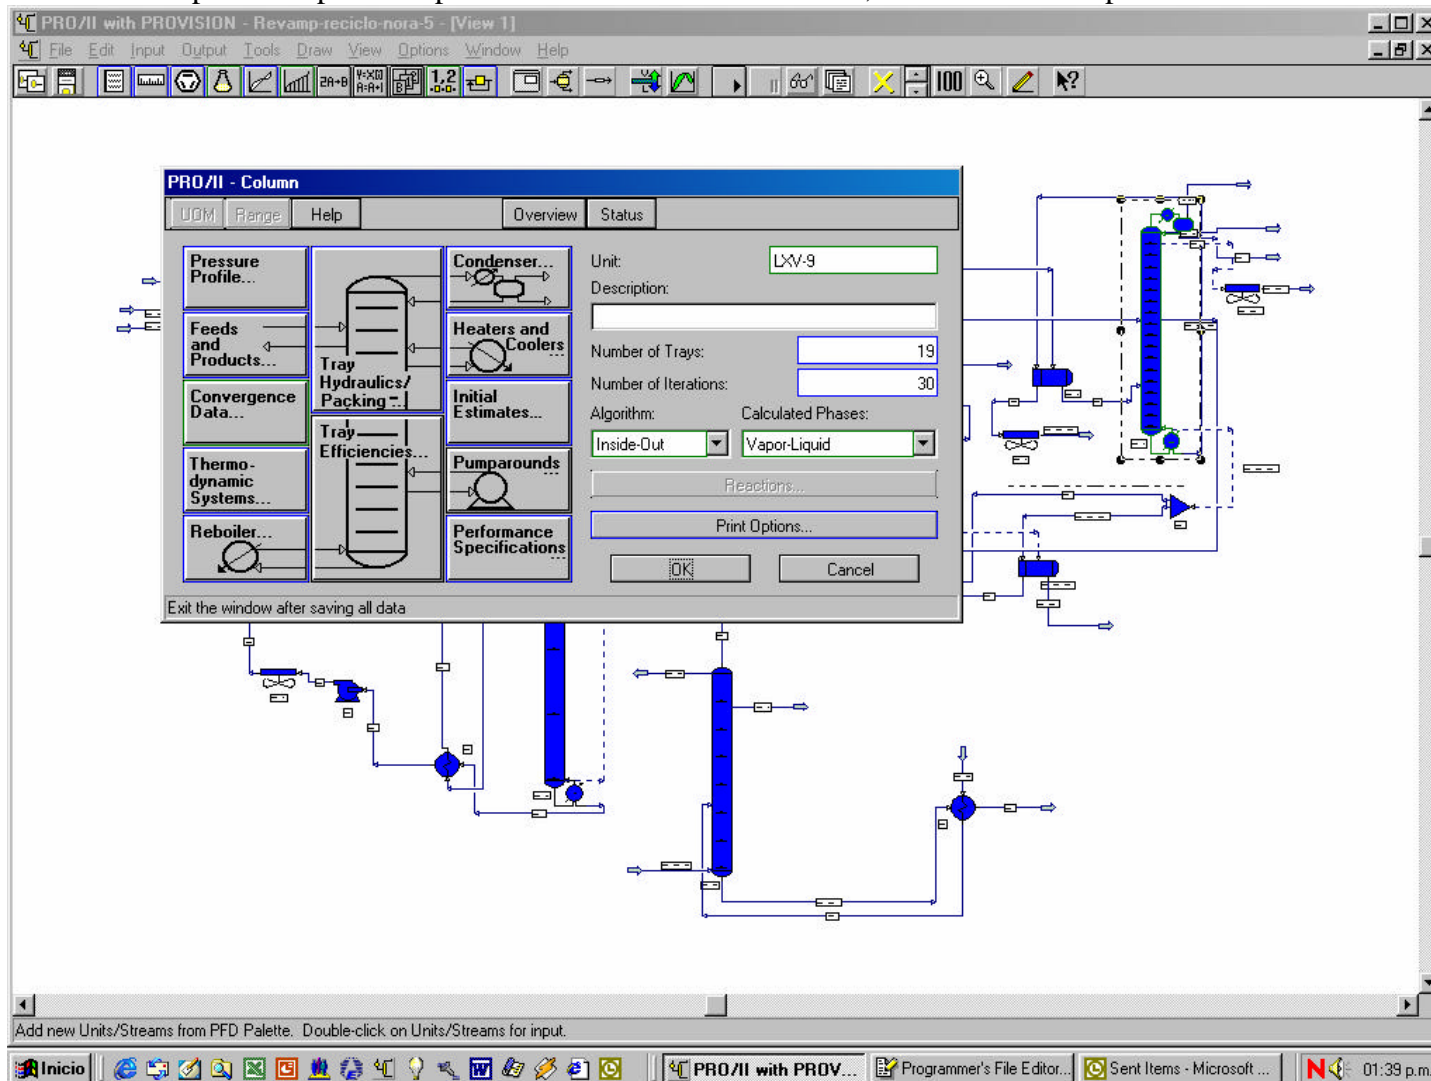 PRO/II with PROVISION - Revamp-reciclo-nora-5 - [View 1]
File Edit Input Output Tools Draw View Options Window Help
100
PRO/II - Column
UOM Range Help Overview Status
Pressure
Profile...
Feeds
and
Products...
Convergence
Data...
Thermo-
dynamic
Systems...
Reboiler...
Tray
Hydraulics/
Packing ...
Tray
Efficiencies...
Condenser...
Heaters and
Coolers
...
Initial
Estimates...
Pumparounds
...
Performance
Specifications
...
Unit: LXV-9
Description:
Number of Trays: 19
Number of Iterations: 30
Algorithm: Calculated Phases:
Inside-Out Vapor-Liquid
Reactions...
Print Options...
OK Cancel
Exit the window after saving all data
Add new Units/Streams from PFD Palette. Double-click on Units/Streams for input.
Inicio PRO/II with PROV... Programmer's File Editor... Sent Items - Microsoft ... 01:39 p.m.